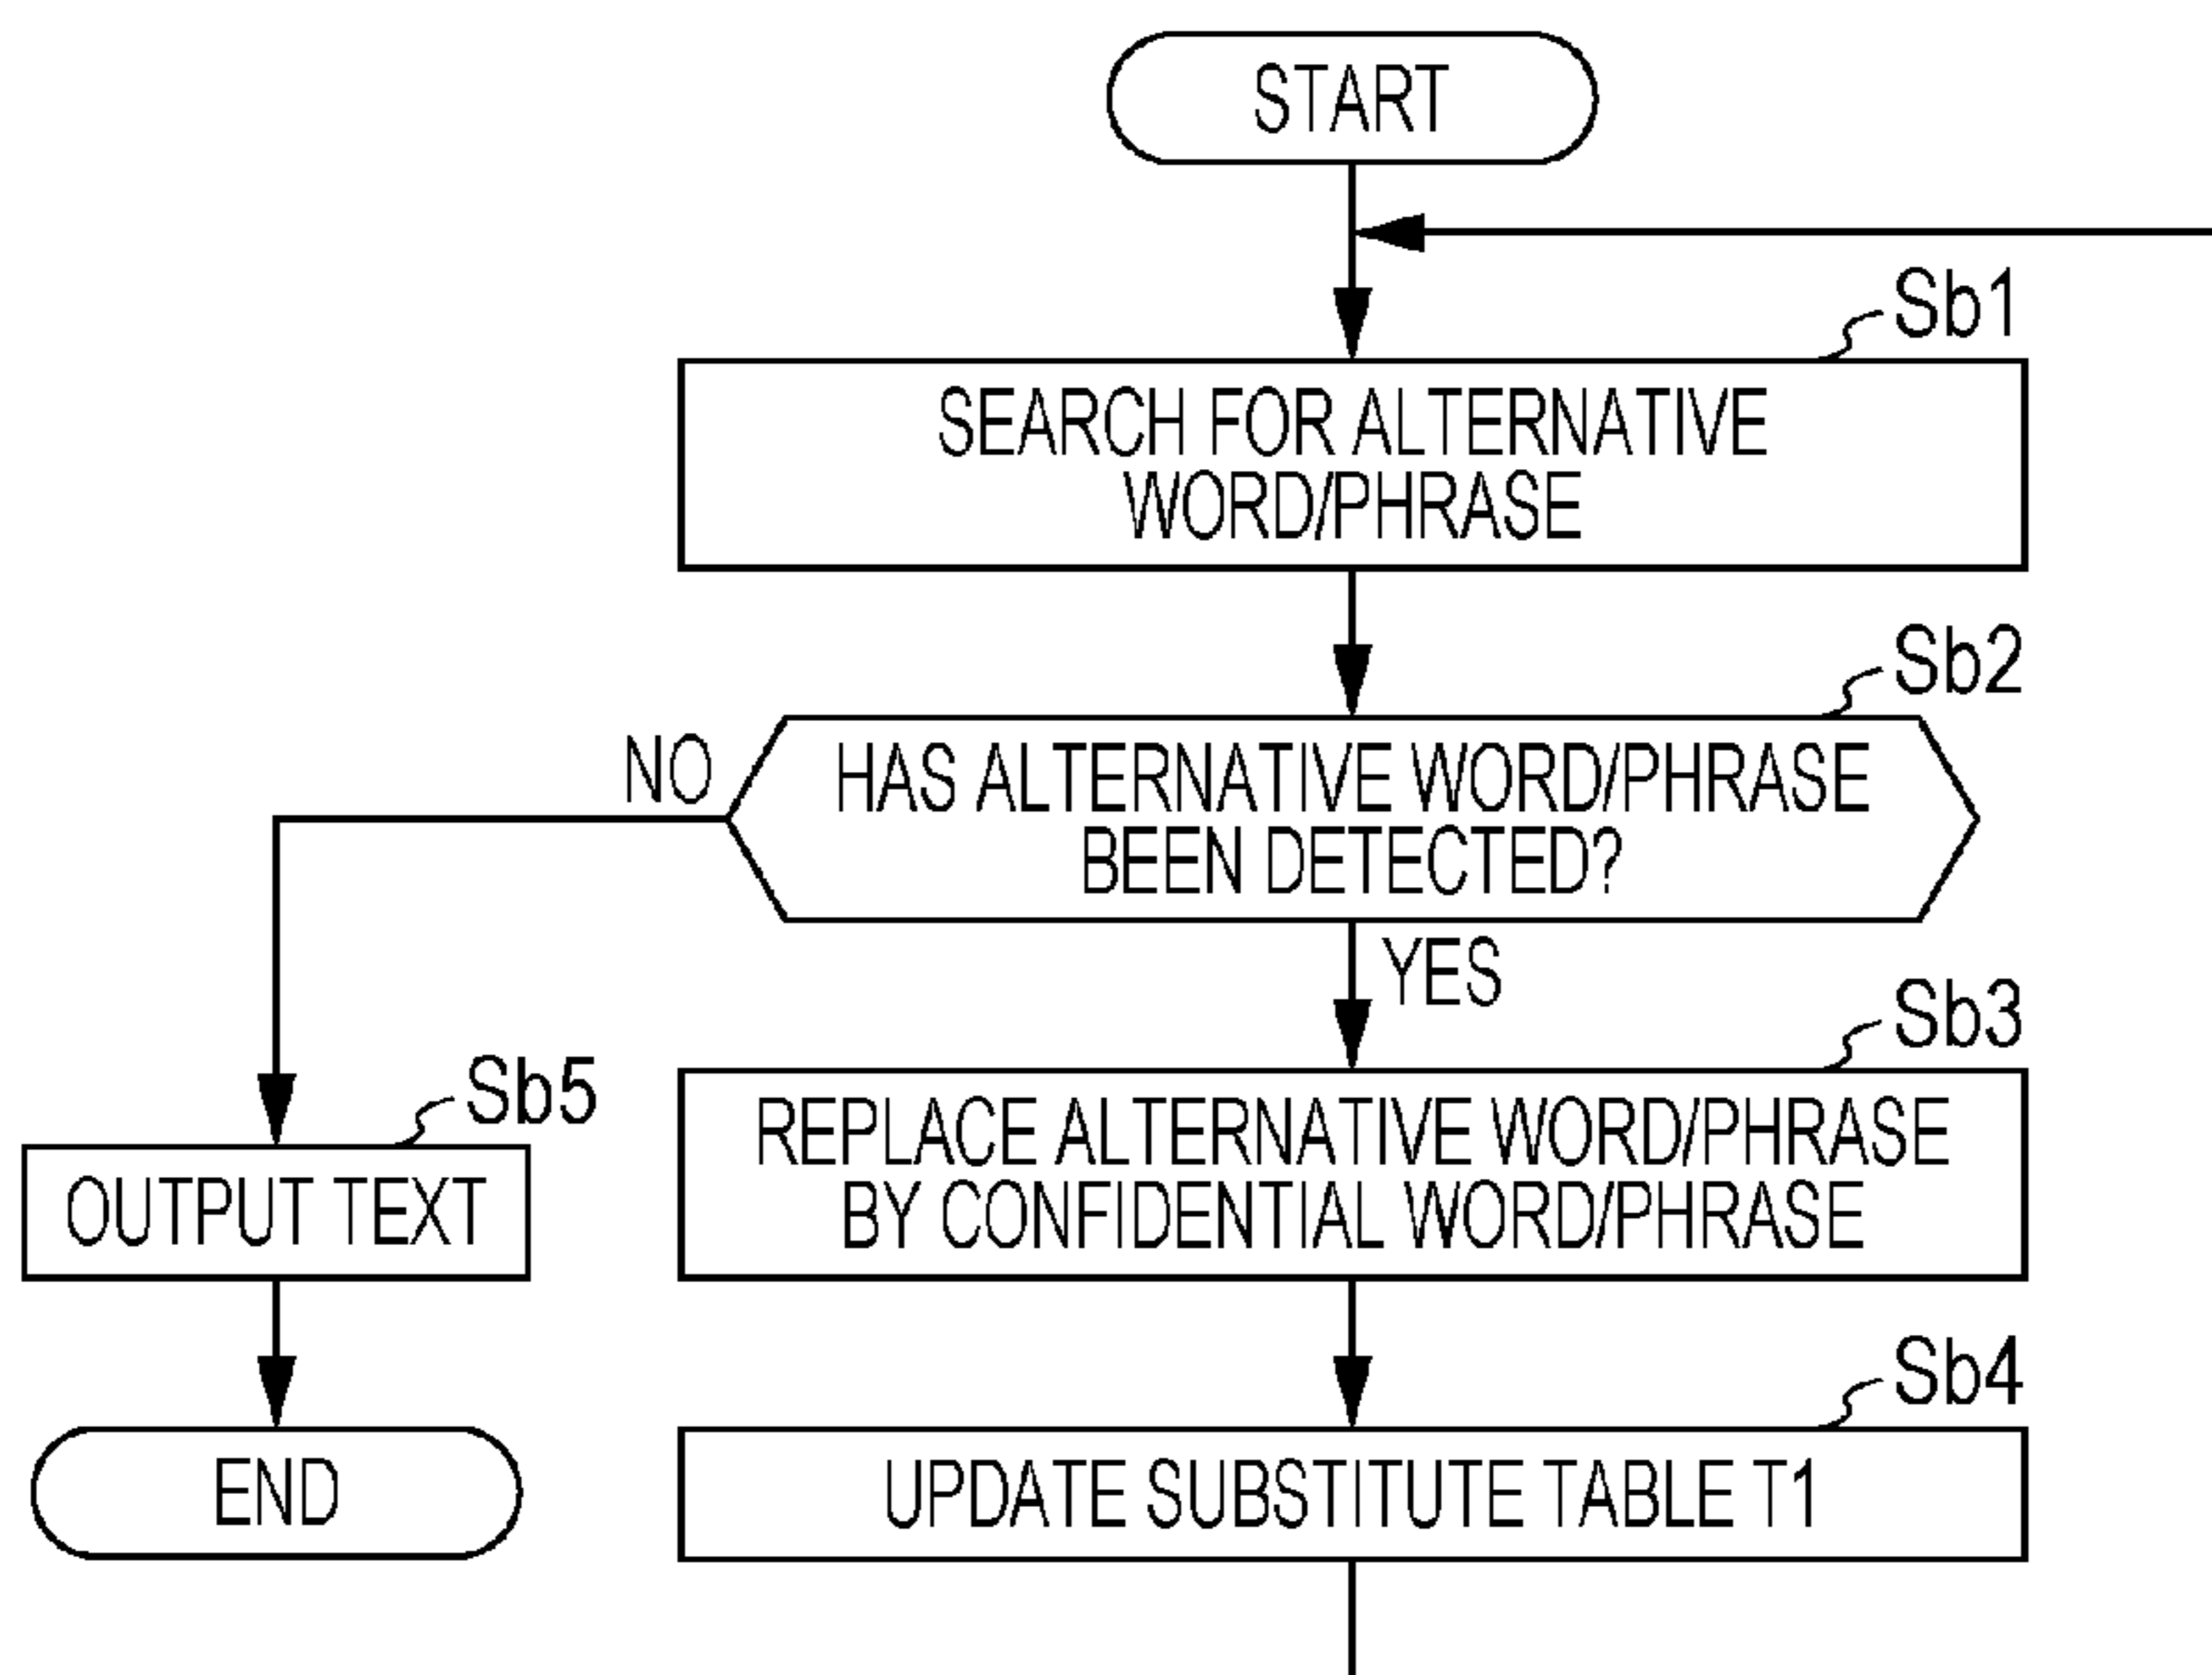 START
Sb1
SEARCH FOR ALTERNATIVE
WORD/PHRASE
Sb2
NO
HAS ALTERNATIVE WORD/PHRASE
BEEN DETECTED?
YES
Sb3
REPLACE ALTERNATIVE WORD/PHRASE
BY CONFIDENTIAL WORD/PHRASE
Sb5
OUTPUT TEXT
Sb4
UPDATE SUBSTITUTE TABLE T1
END